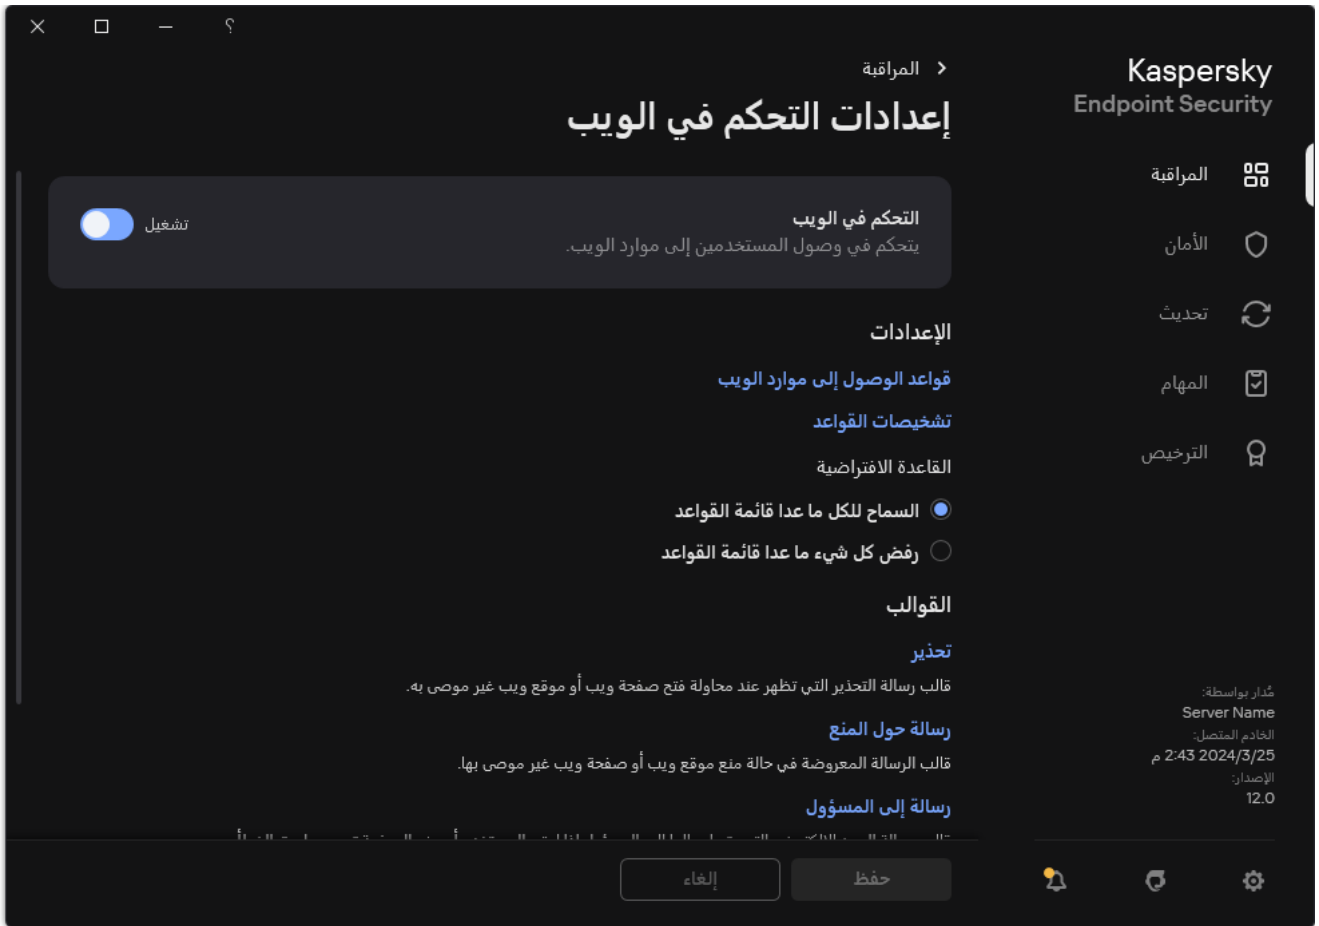 Kaspersky
Endpoint Security
المراقبة
الأمان
تحديث
المهام
الترخيص
مُدار بواسطة:
Server Name
الخادم المتصل:
2024/3/25 2:43 م
الإصدار:
12.0
المراقبة
إعدادات التحكم في الويب
التحكم في الويب
يتحكم في وصول المستخدمين إلى موارد الويب.
تشغيل
الإعدادات
قواعد الوصول إلى موارد الويب
تشخيصات القواعد
القاعدة الافتراضية
السماح للكل ما عدا قائمة القواعد
رفض كل شيء ما عدا قائمة القواعد
القوالب
تحذير
قالب رسالة التحذير التي تظهر عند محاولة فتح صفحة ويب أو موقع ويب غير موصى به.
رسالة حول المنع
قالب الرسالة المعروضة في حالة منع موقع ويب أو صفحة ويب غير موصى بها.
رسالة إلى المسؤول
حفظ
إلغاء